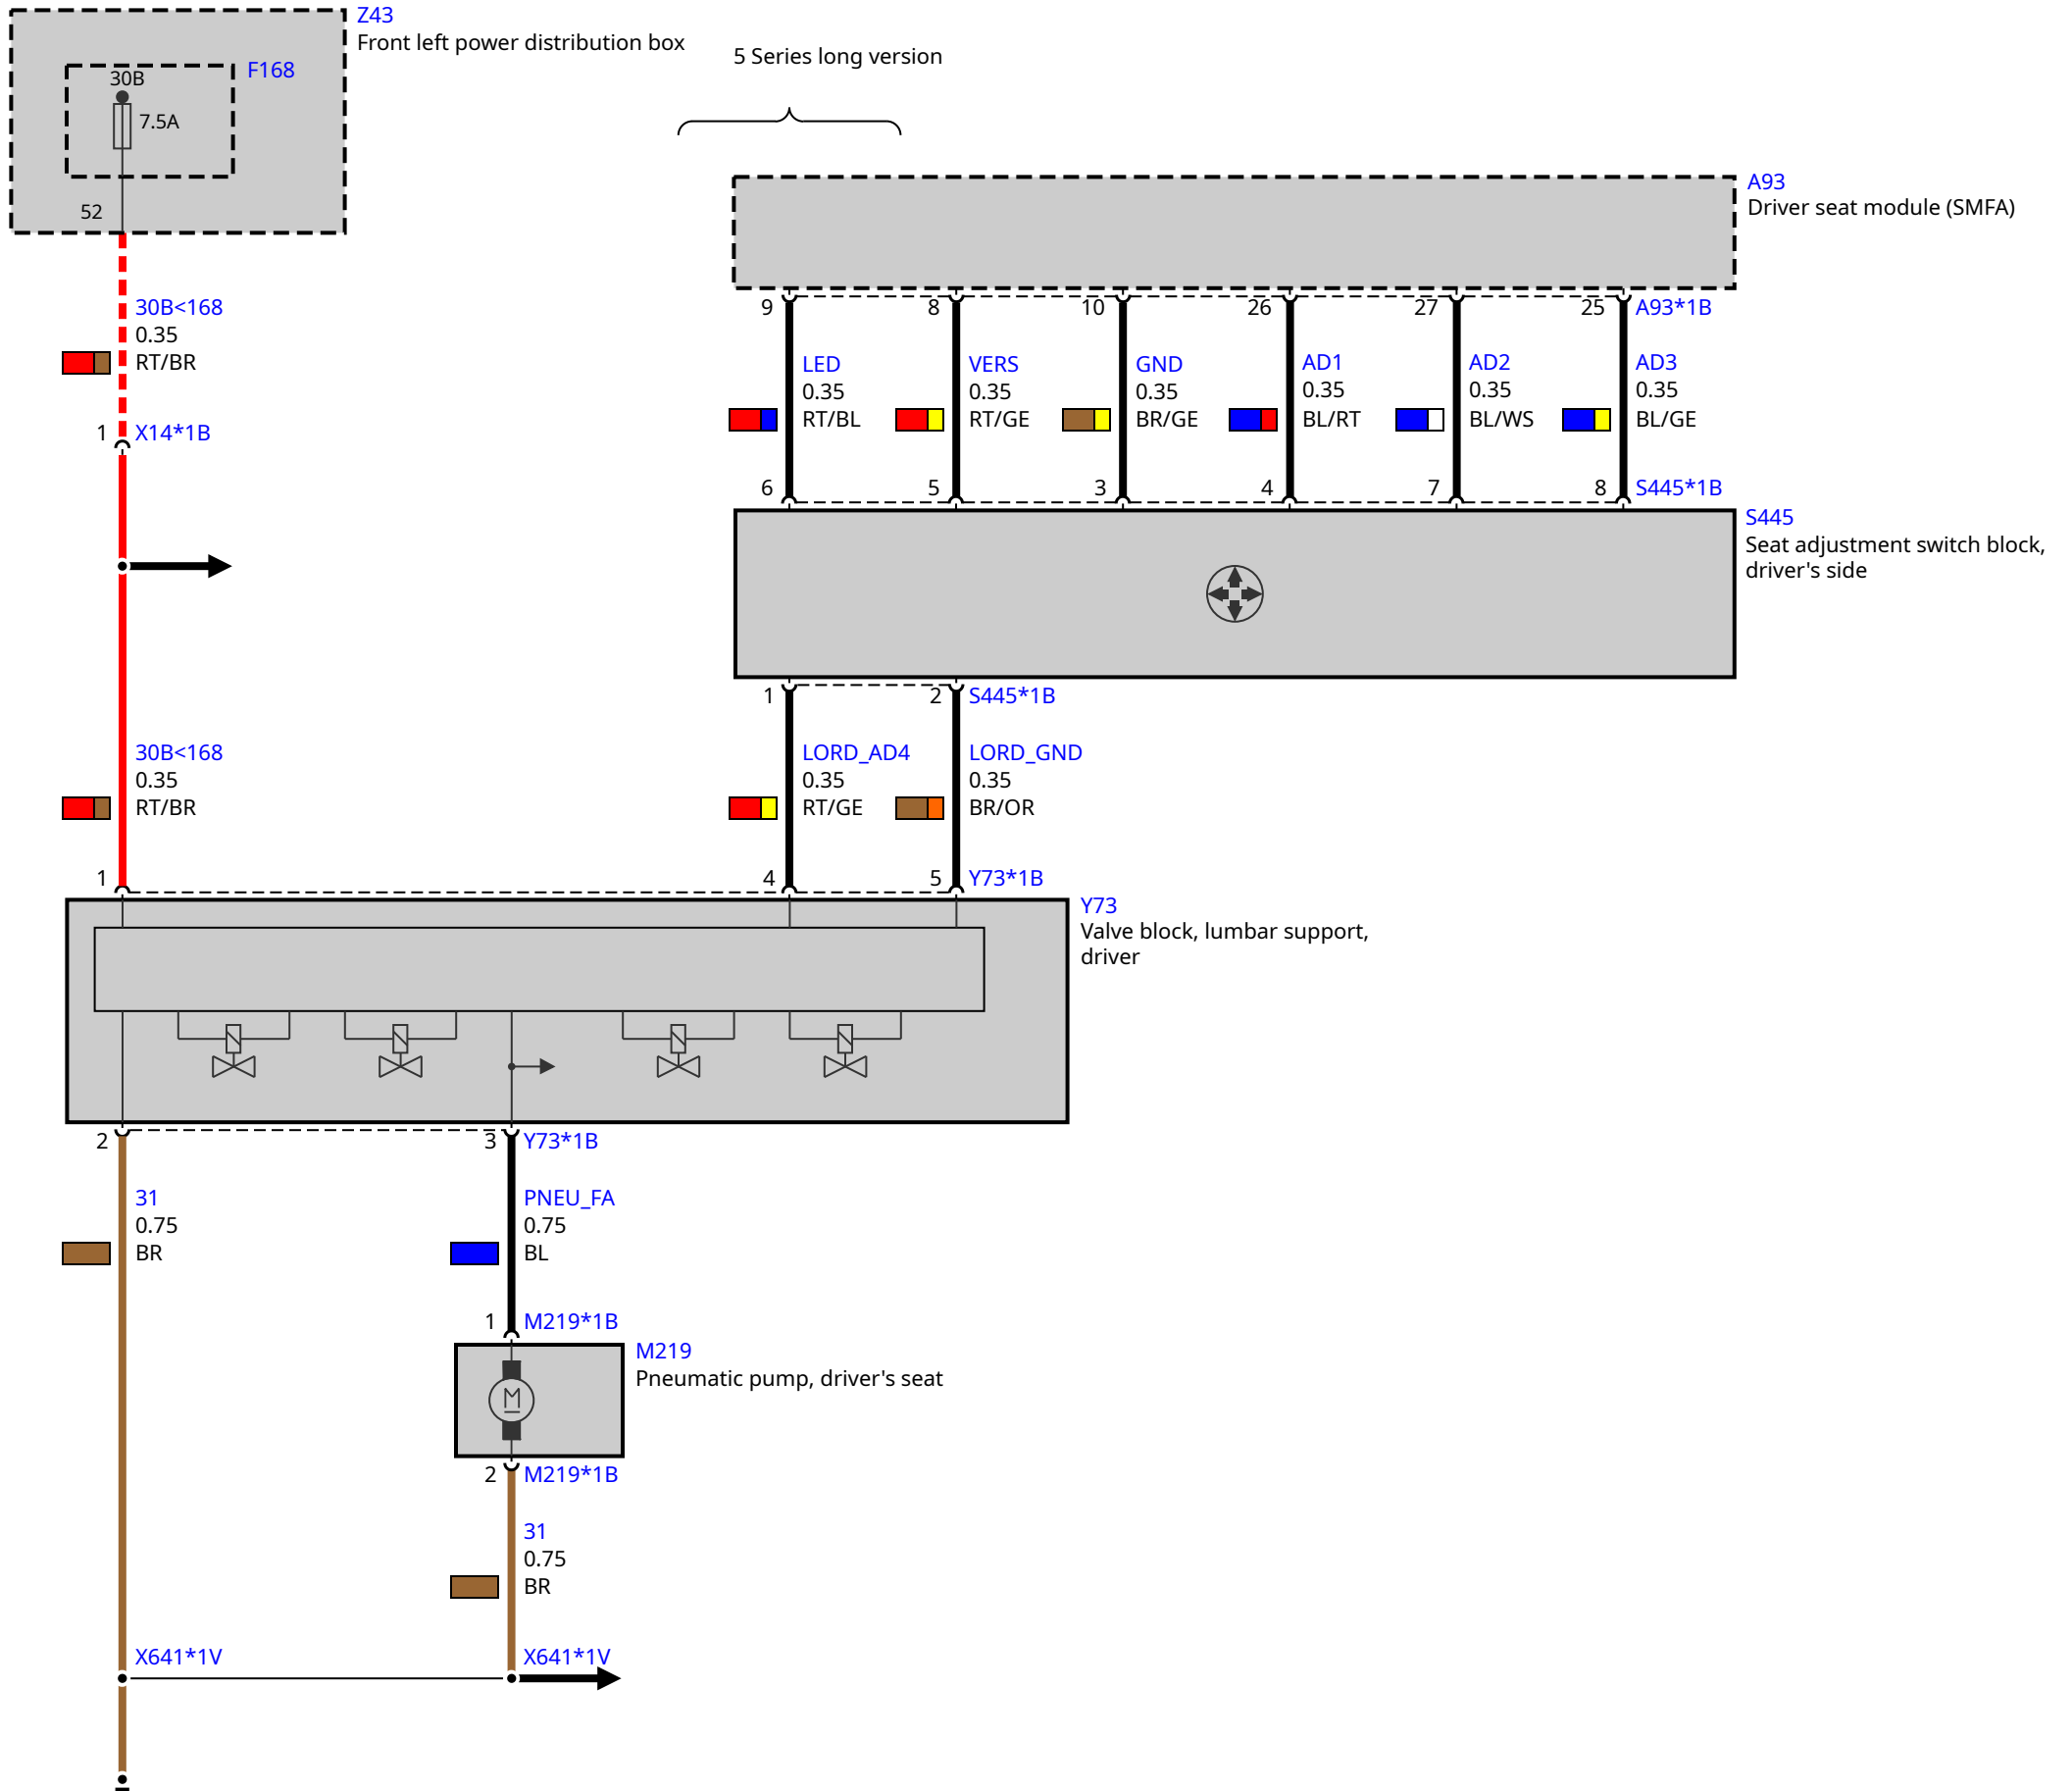 Z43
Front left power distribution box
F168
30B
7.5A
52
5 Series long version
A93
Driver seat module (SMFA)
9 8 10 26 27 25 A93*1B
30B<168
0.35
RT/BR
LED
0.35
RT/BL
VERS
0.35
RT/GE
GND
0.35
BR/GE
AD1
0.35
BL/RT
AD2
0.35
BL/WS
AD3
0.35
BL/GE
1 X14*1B
6 5 3 4 7 8 S445*1B
S445
Seat adjustment switch block,
driver's side
1 2 S445*1B
30B<168
0.35
RT/BR
LORD_AD4
0.35
RT/GE
LORD_GND
0.35
BR/OR
1 4 5 Y73*1B
Y73
Valve block, lumbar support,
driver
2 3 Y73*1B
31
0.75
BR
PNEU_FA
0.75
BL
1 M219*1B
M219
Pneumatic pump, driver's seat
M
2 M219*1B
31
0.75
BR
X641*1V X641*1V